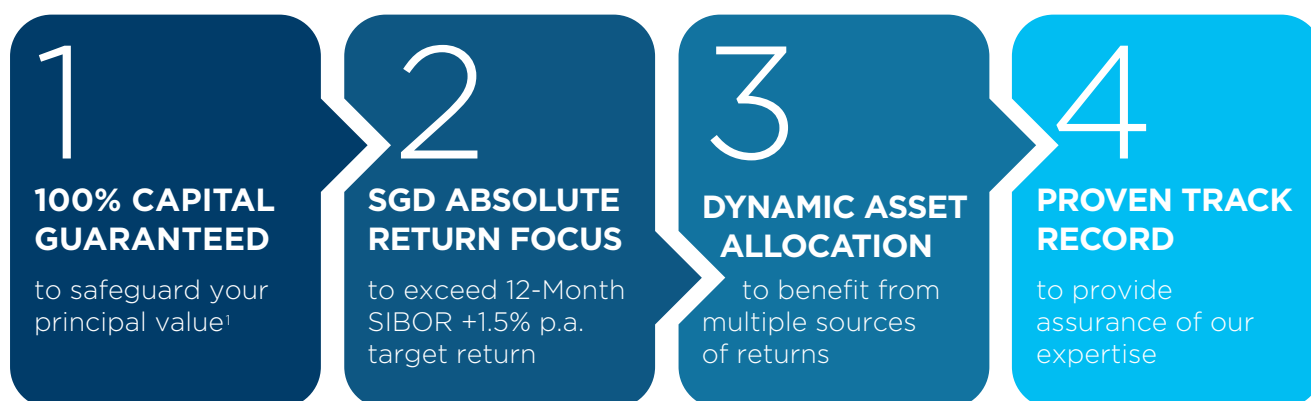 1
100% CAPITAL
GUARANTEED
to safeguard your
principal value¹
2
SGD ABSOLUTE
RETURN FOCUS
to exceed 12-Month
SIBOR +1.5% p.a.
target return
3
DYNAMIC ASSET
ALLOCATION
to benefit from
multiple sources
of returns
4
PROVEN TRACK
RECORD
to provide
assurance of our
expertise